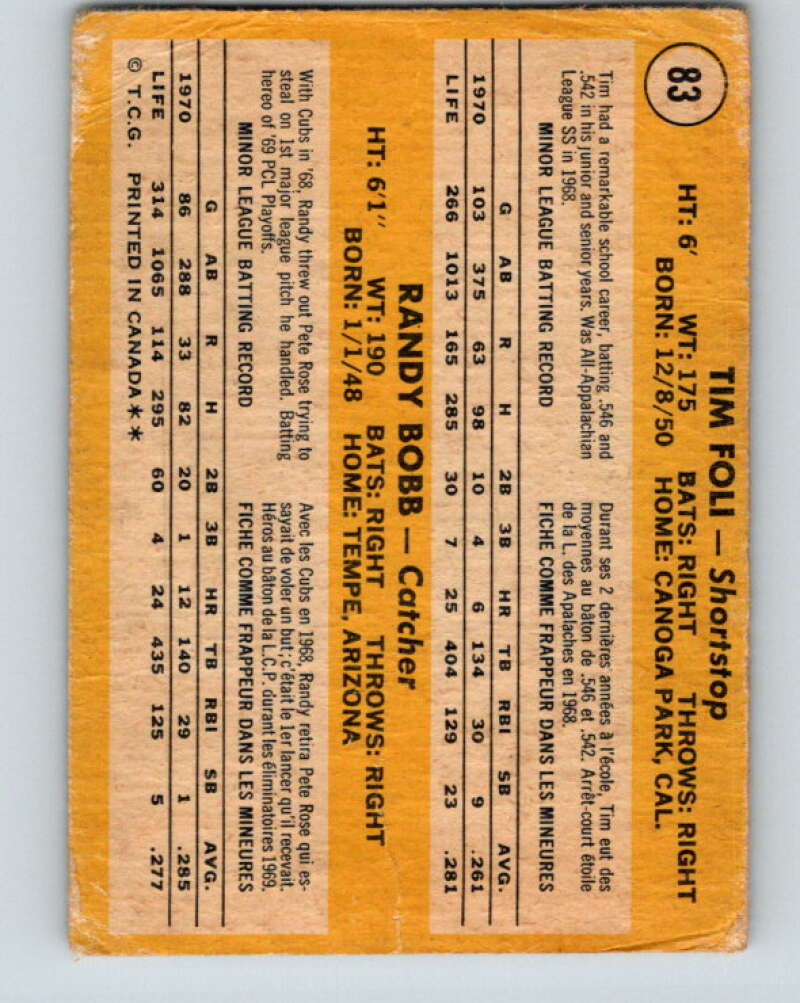 83
TIM FOLI — Shortstop
HT: 6' WT: 175 BATS: RIGHT THROWS: RIGHT
BORN: 12/8/50 HOME: CANOGA PARK, CAL.
Tim had a remarkable school career, batting .546 and
.542 in his junior and senior years. Was All-Appalachian
League SS in 1968.
MINOR LEAGUE BATTING RECORD
Durant ses 2 dernières années à l'école, Tim eut des
moyennes au bâton de .546 et .542. Arrêt-court étoile
de la L. des Apalaches en 1968.
FICHE COMME FRAPPEUR DANS LES MINEURES
G AB R H 2B 3B HR TB RBI SB AVG.
1970 103 375 63 98 10 4 6 134 30 9 .261
LIFE 266 1013 165 285 30 7 25 404 129 23 .281
RANDY BOBB — Catcher
HT: 6'1" WT: 190 BATS: RIGHT THROWS: RIGHT
BORN: 1/1/48 HOME: TEMPE, ARIZONA
With Cubs in '68, Randy threw out Pete Rose trying to
steal on 1st major league pitch he handled. Batting
hereo of '69 PCL Playoffs.
MINOR LEAGUE BATTING RECORD
Avec les Cubs en 1968, Randy retira Pete Rose qui es-
sayait de voler un but; c'était le 1er lancer qu'il recevait.
Héros au bâton de la L.C.P. durant les éliminatoires 1969.
FICHE COMME FRAPPEUR DANS LES MINEURES
G AB R H 2B 3B HR TB RBI SB AVG.
1970 86 288 33 82 20 1 12 140 29 1 .285
LIFE 314 1065 114 295 60 4 24 435 125 5 .277
© T.C.G. PRINTED IN CANADA**